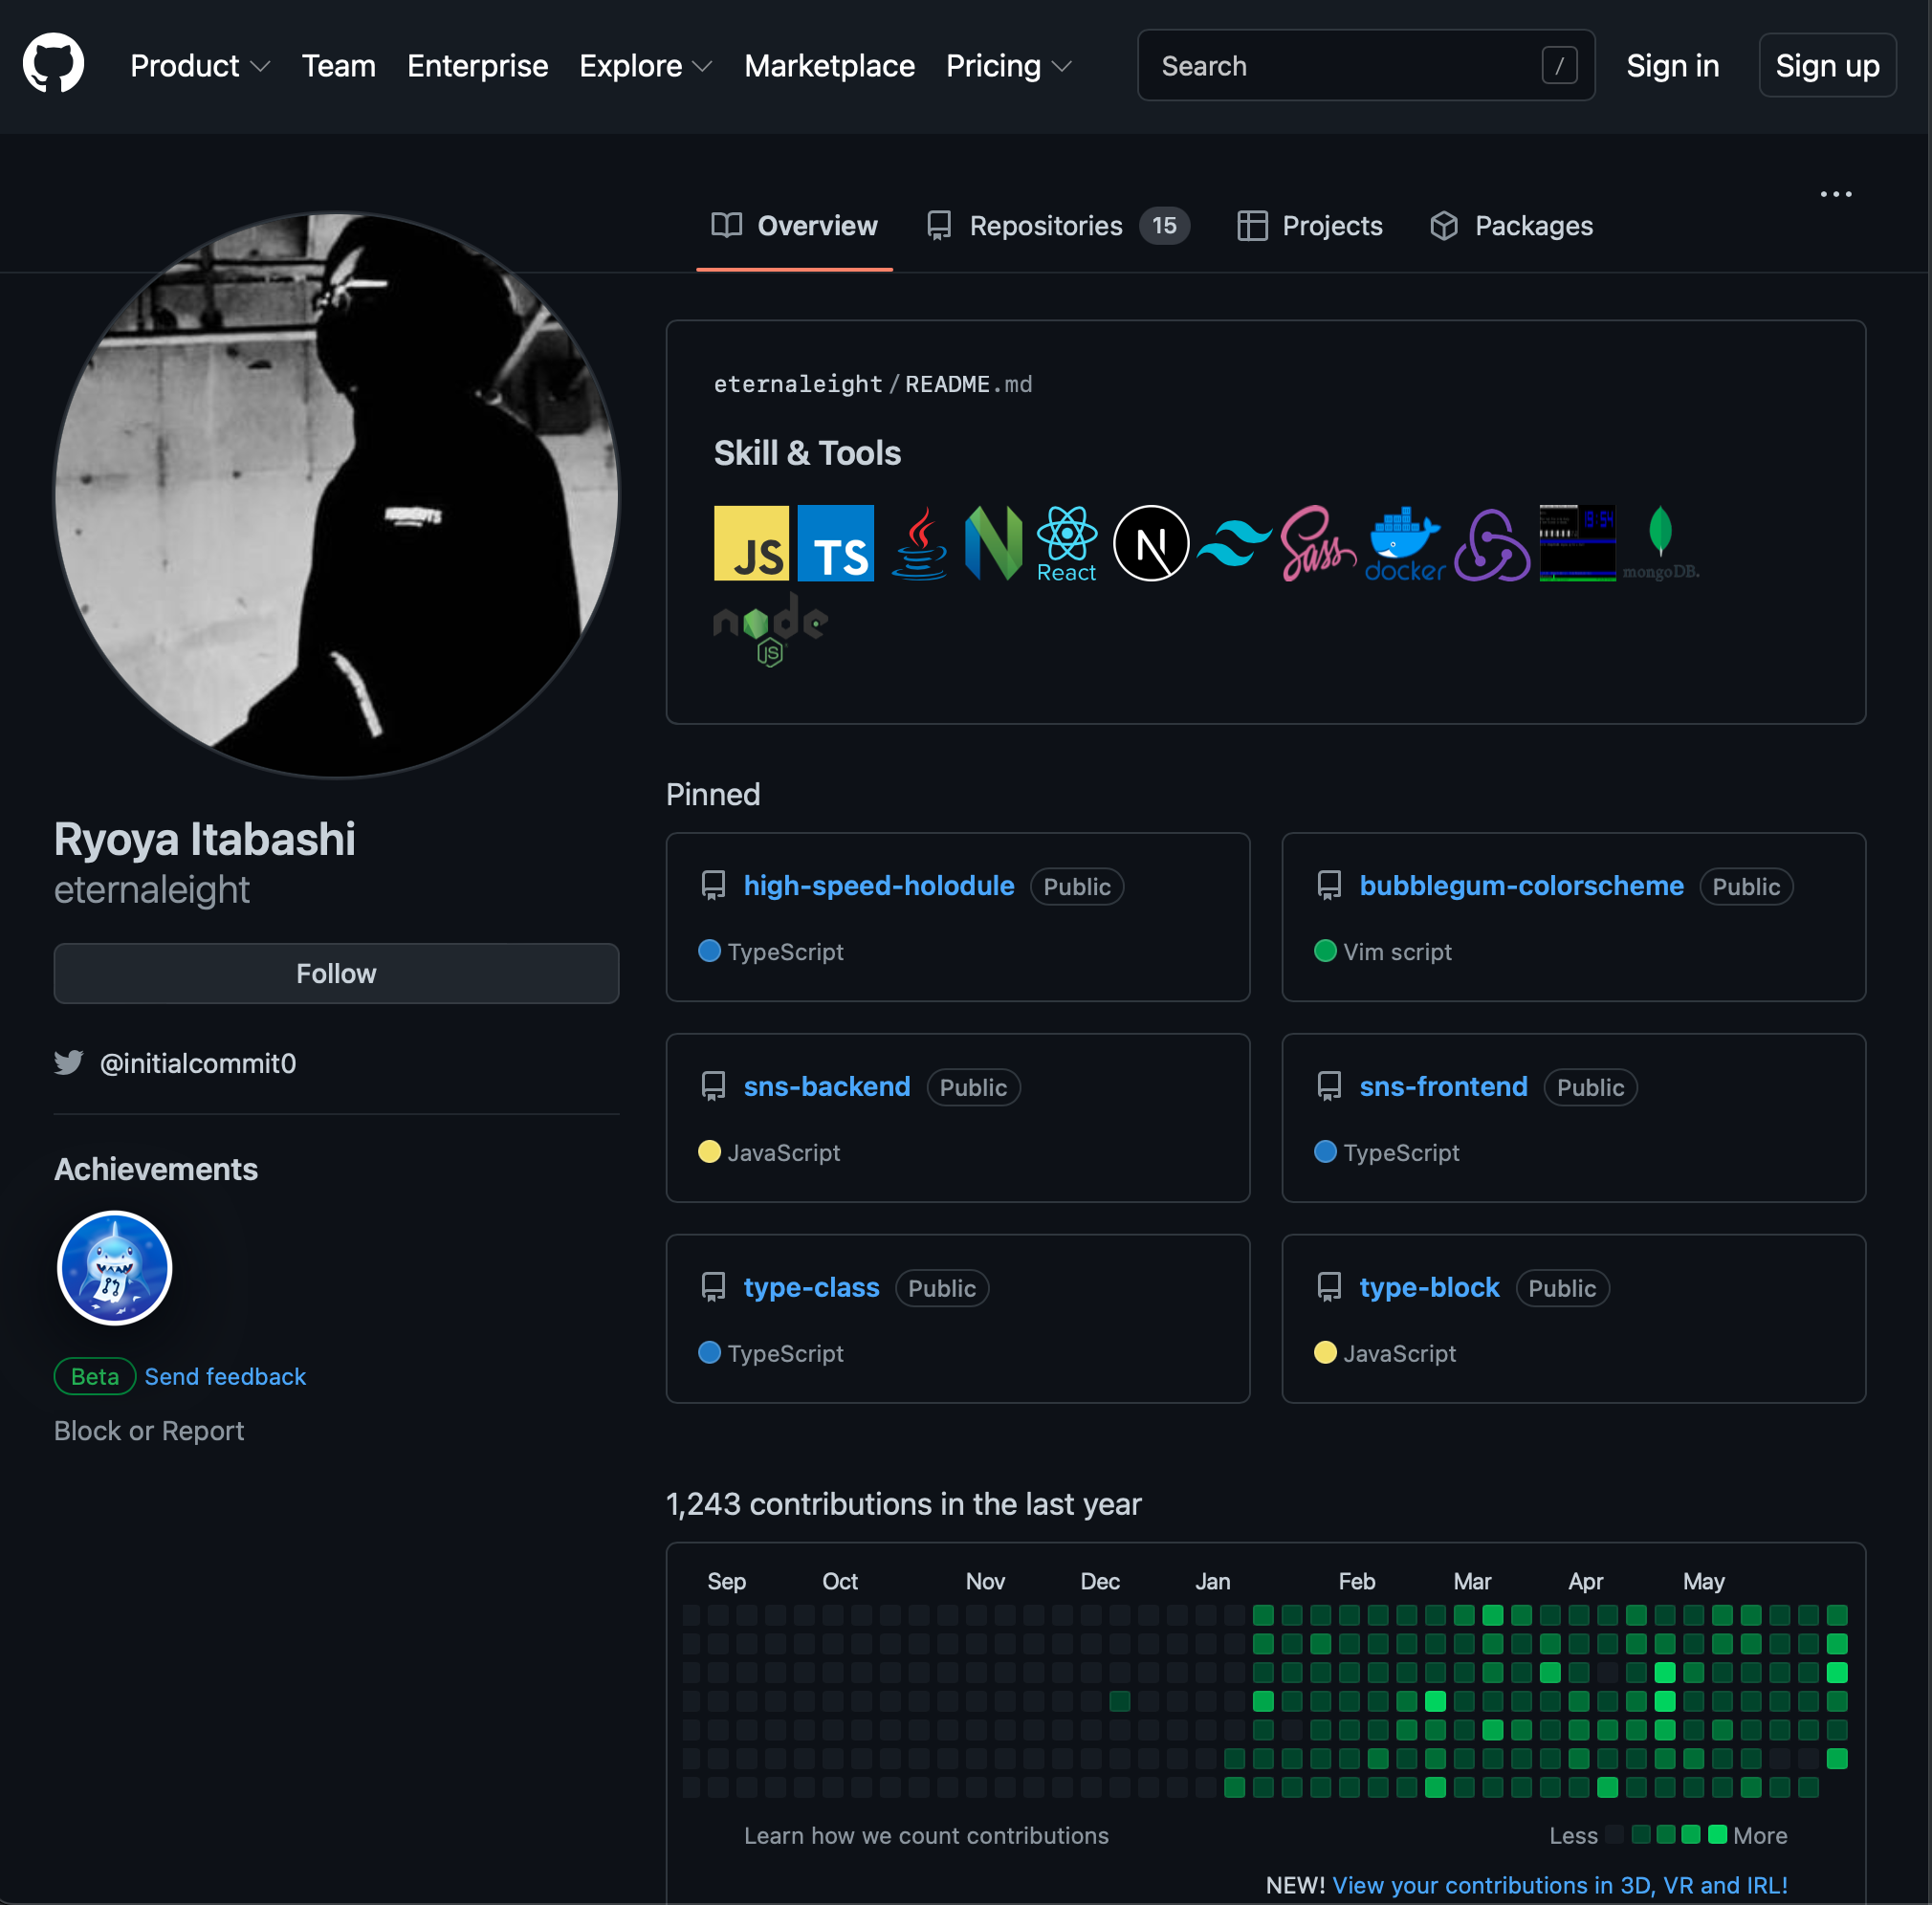 Product Team Enterprise Explore Marketplace Pricing Search / Sign in Sign up
Overview Repositories 15 Projects Packages
eternaleight/README.md
Skill & Tools
JS TS React N Sass docker 8:54 mongoDB.
node
JS
Ryoya Itabashi
eternaleight
Follow
@initialcommit0
Achievements
Beta Send feedback
Block or Report
Pinned
high-speed-holodule Public
TypeScript
bubblegum-colorscheme Public
Vim script
sns-backend Public
JavaScript
sns-frontend Public
TypeScript
type-class Public
TypeScript
type-block Public
JavaScript
1,243 contributions in the last year
Sep Oct Nov Dec Jan Feb Mar Apr May
Learn how we count contributions
Less More
NEW! View your contributions in 3D, VR and IRL!